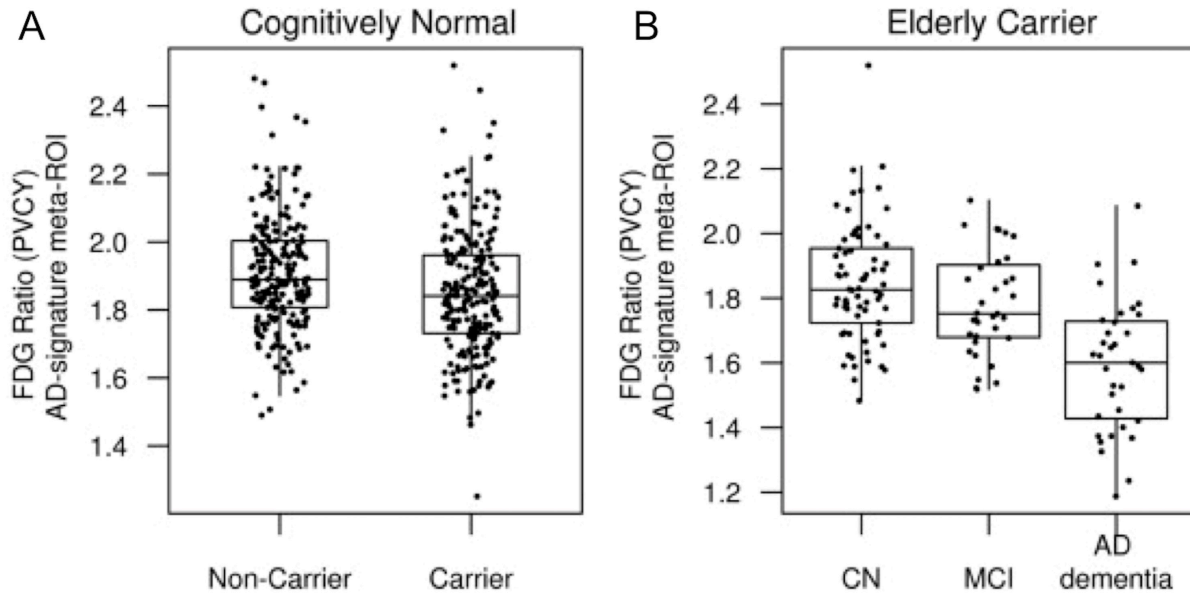 A
Cognitively Normal
FDG Ratio (PVCY)
AD-signature meta-ROI
2.4
2.2
2.0
1.8
1.6
1.4
Non-Carrier
Carrier
B
Elderly Carrier
FDG Ratio (PVCY)
AD-signature meta-ROI
2.4
2.2
2.0
1.8
1.6
1.4
1.2
CN
MCI
AD
dementia